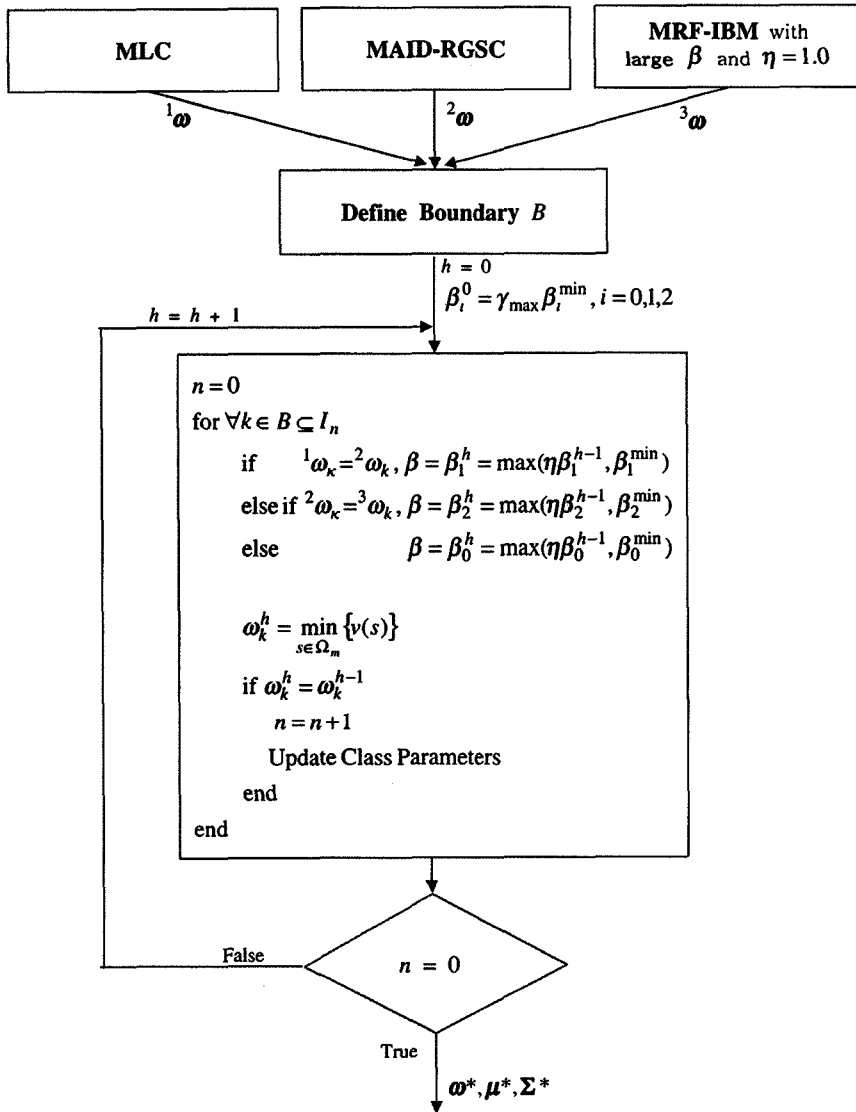 MLC
MAID-RGSC
MRF-IBM with
large β and η = 1.0
¹ω
²ω
³ω
Define Boundary B
h = 0
β_i^0 = γ_max β_i^min, i = 0,1,2
h = h + 1
n = 0
for ∀k ∈ B ⊆ I_n
if ¹ω_κ = ²ω_k, β = β_1^h = max(ηβ_1^{h-1}, β_1^min)
else if ²ω_κ = ³ω_k, β = β_2^h = max(ηβ_2^{h-1}, β_2^min)
else β = β_0^h = max(ηβ_0^{h-1}, β_0^min)
ω_k^h = min_{s∈Ω_m} {v(s)}
if ω_k^h = ω_k^{h-1}
n = n+1
Update Class Parameters
end
end
False
n = 0
True
ω*, μ*, Σ*